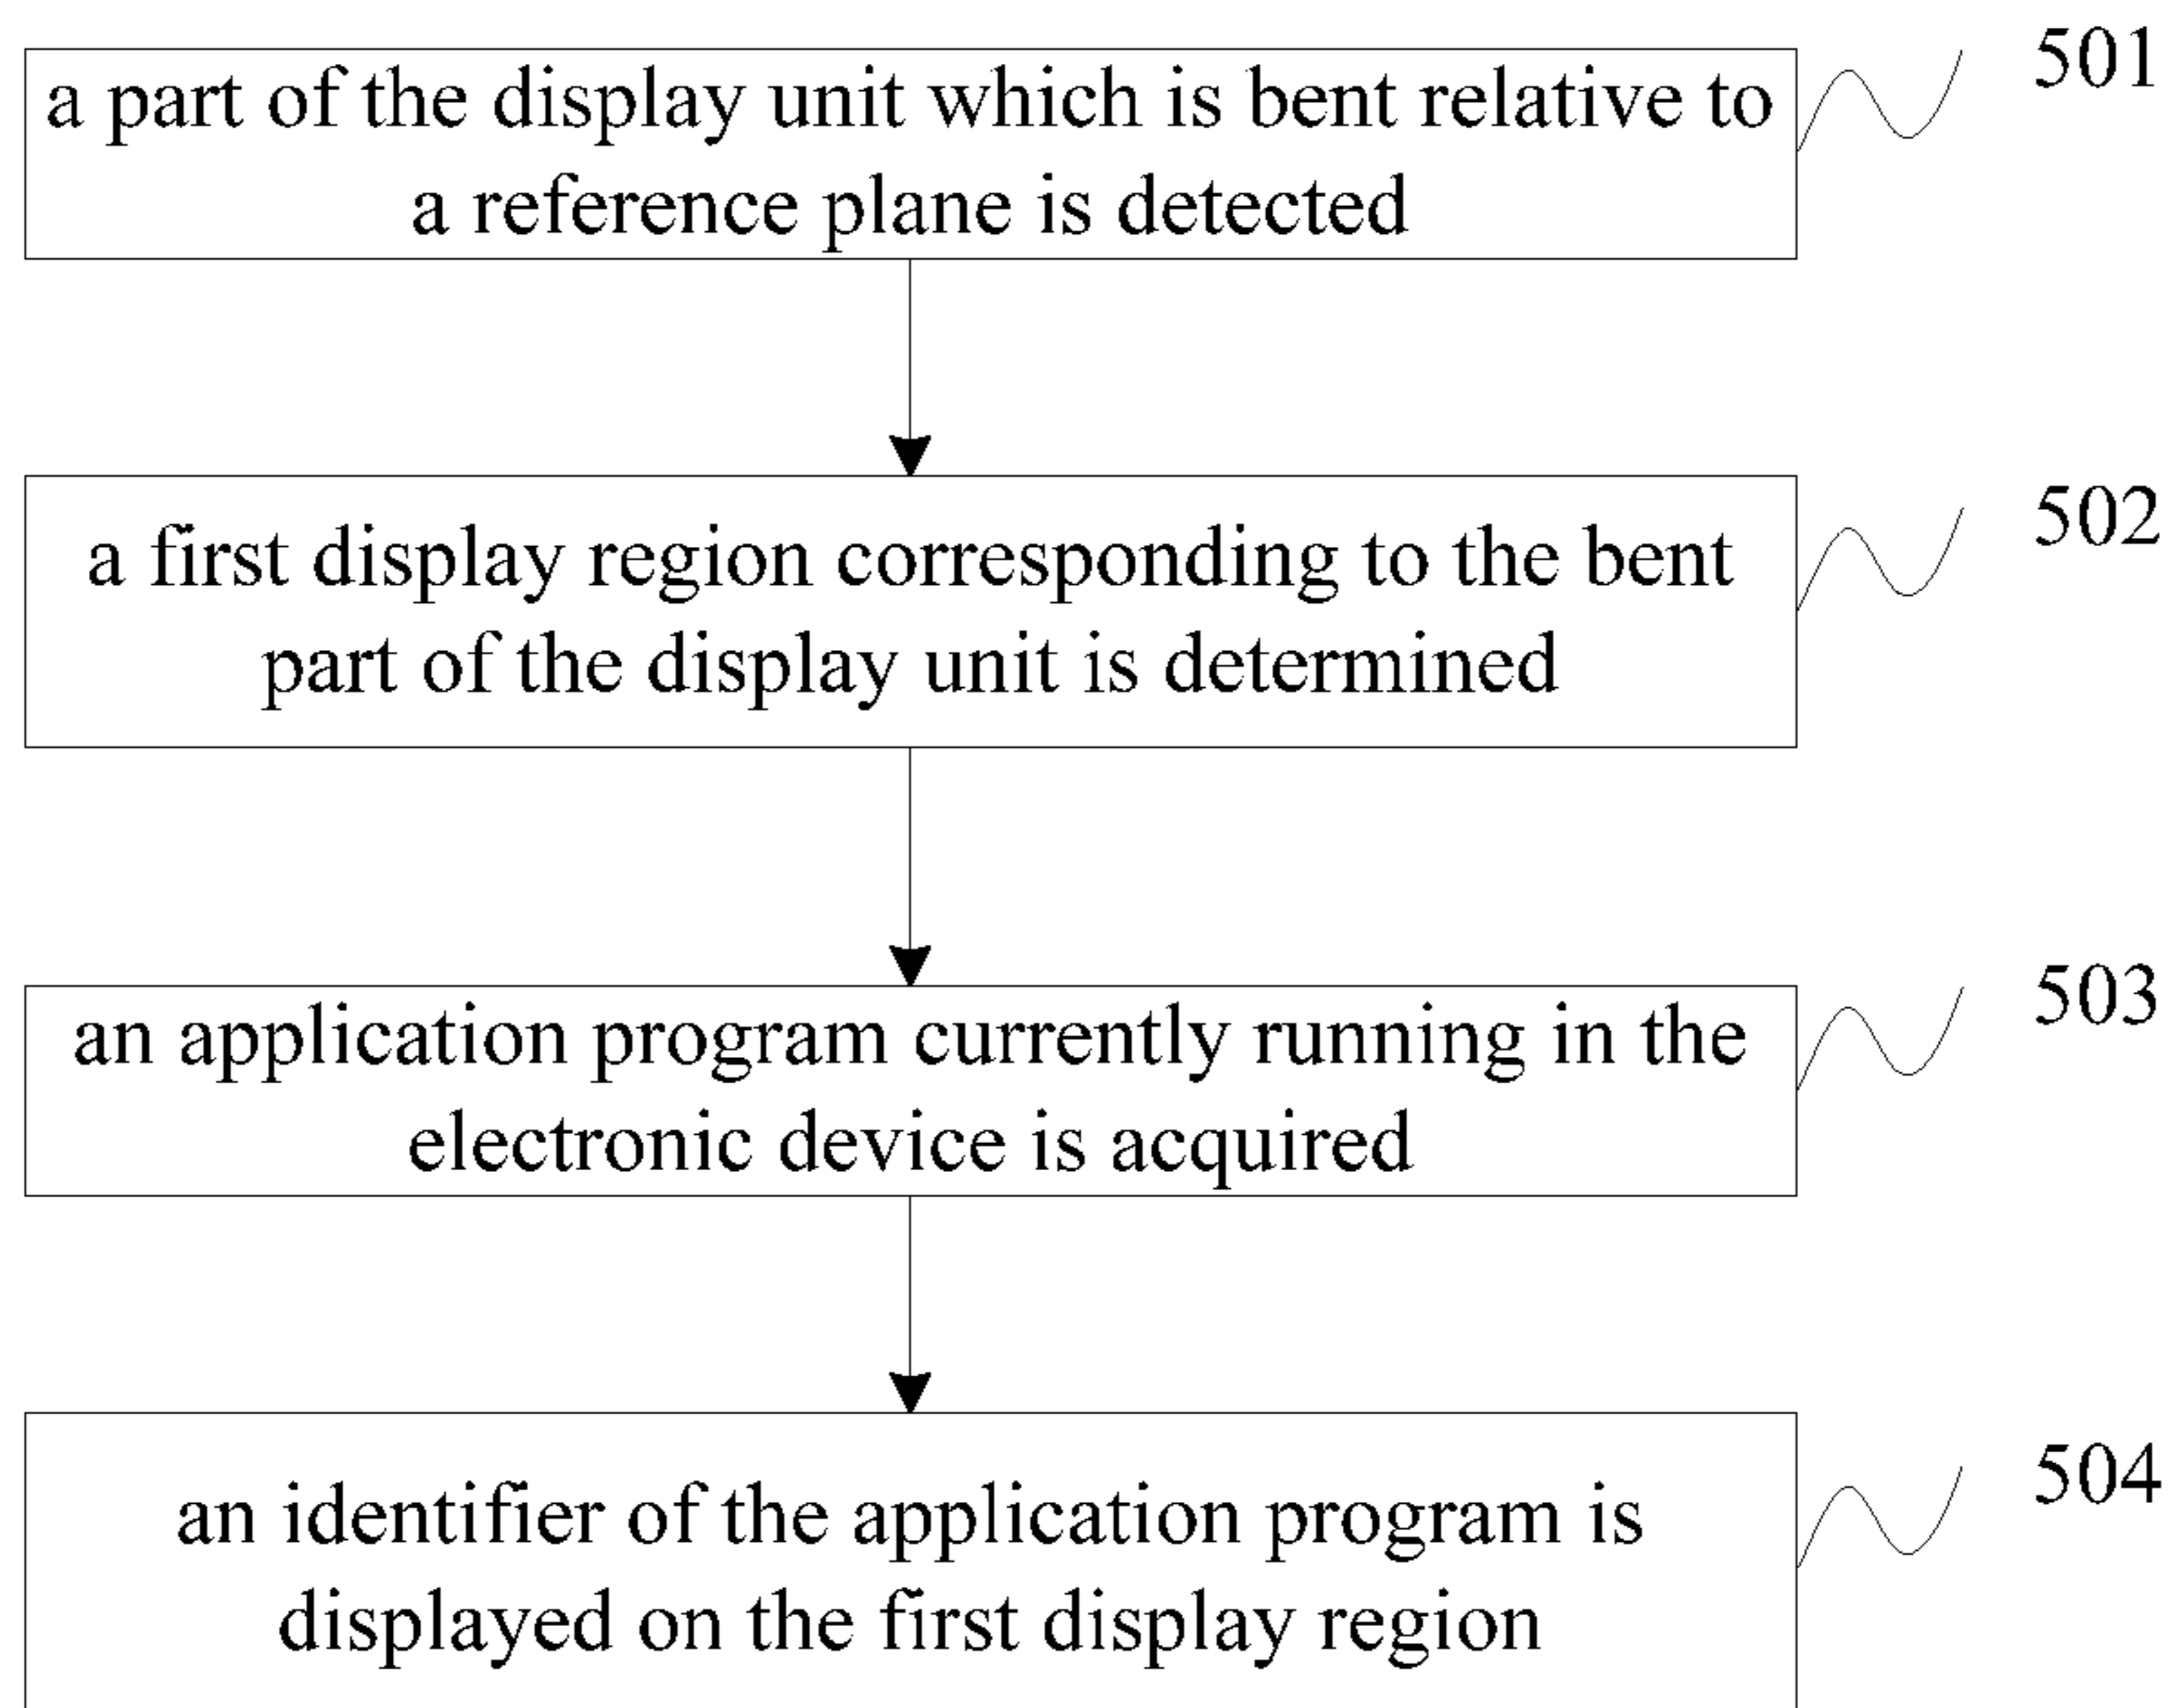 a part of the display unit which is bent relative to
a reference plane is detected
501
a first display region corresponding to the bent
part of the display unit is determined
502
an application program currently running in the
electronic device is acquired
503
an identifier of the application program is
displayed on the first display region
504